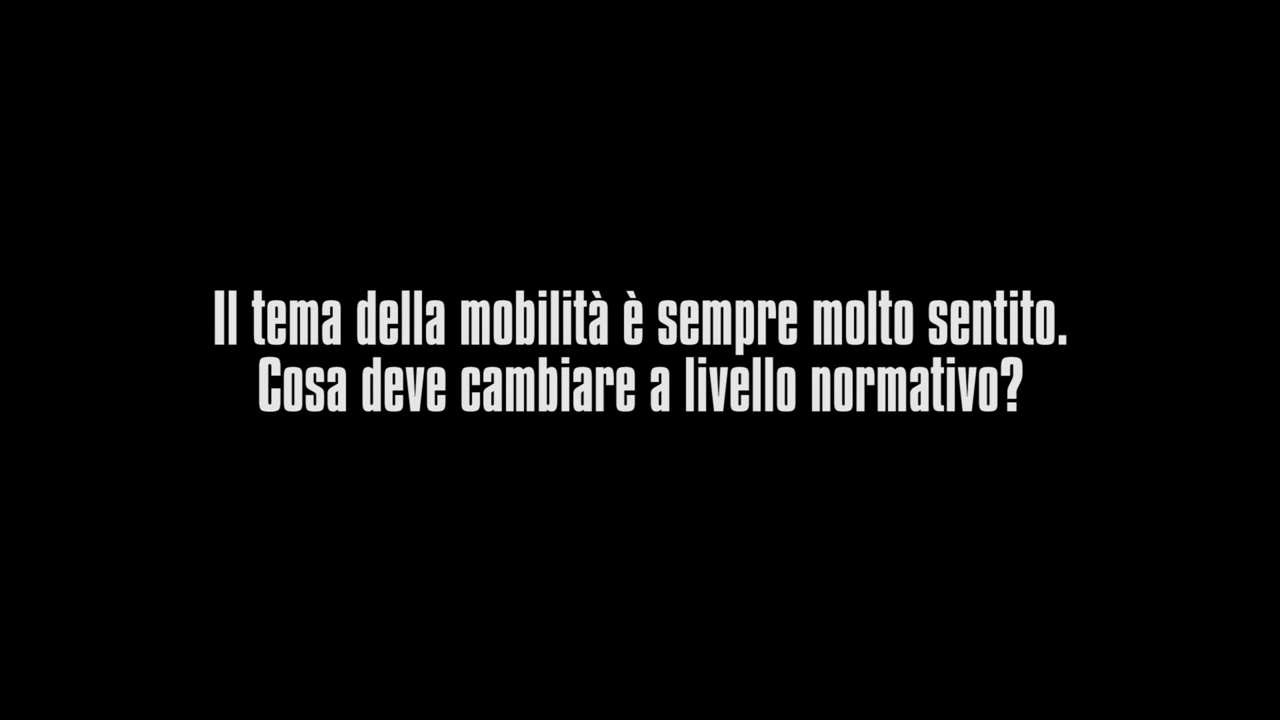 Il tema della mobilità è sempre molto sentito.
Cosa deve cambiare a livello normativo?